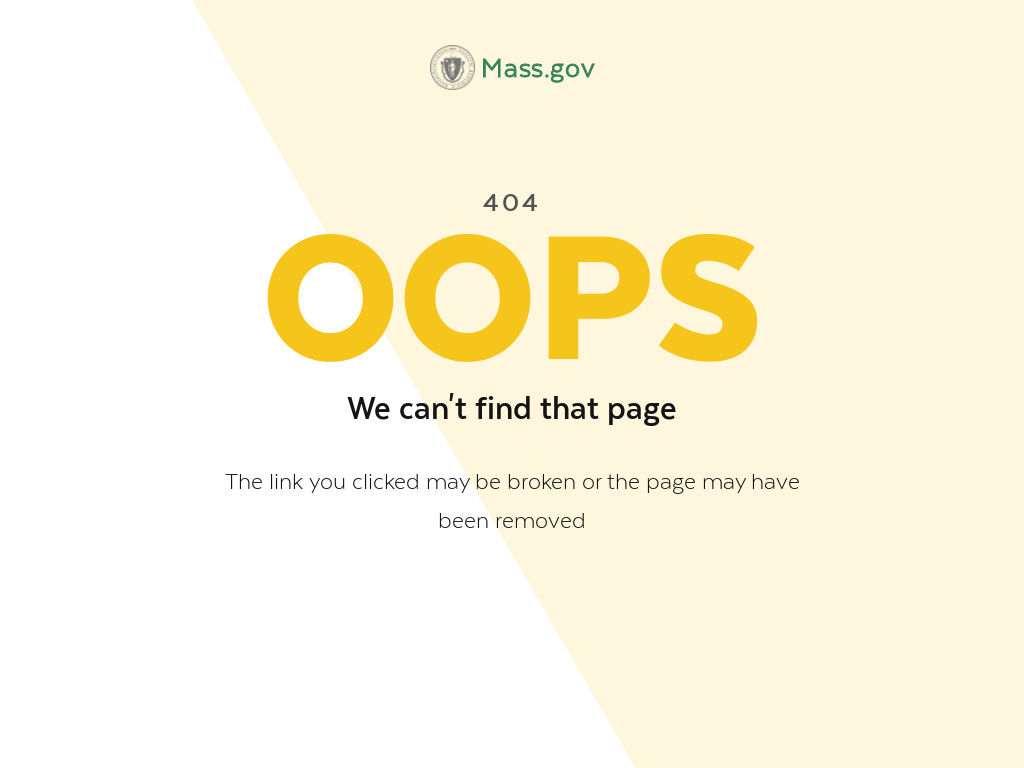 Mass.gov
404
OOPS
We can't find that page
The link you clicked may be broken or the page may have
been removed